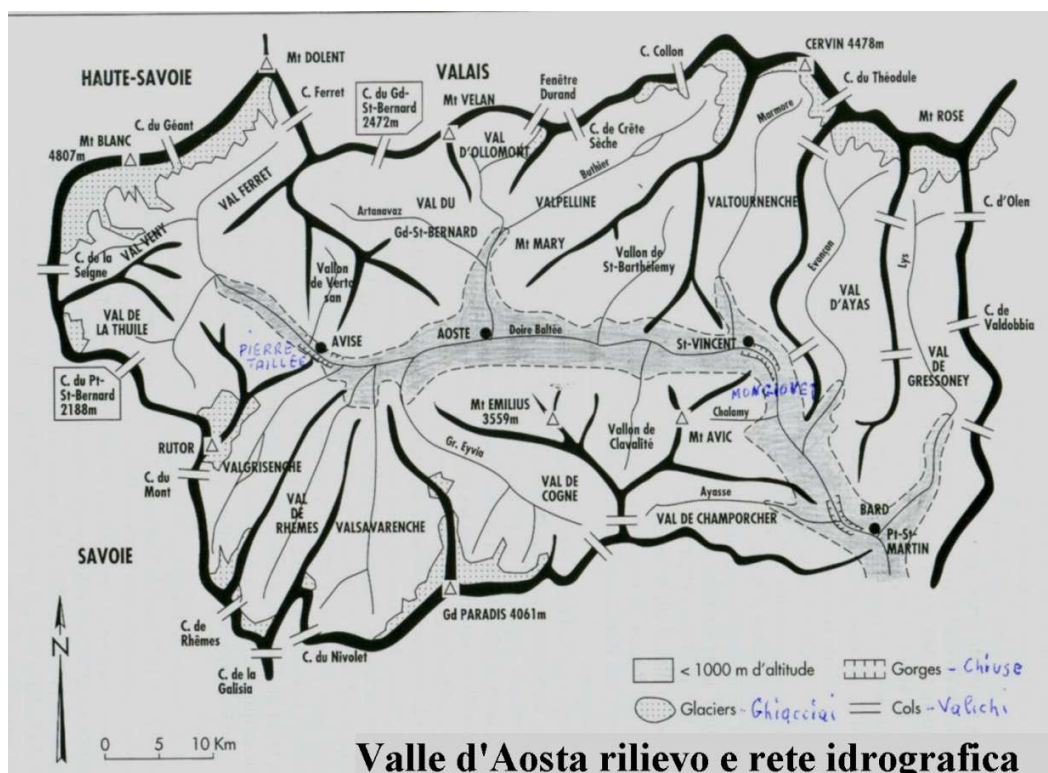 Mt DOLENT
HAUTE-SAVOIE
VALAIS
C. Collon
CERVIN 4478m
C. du Théodule
Mt ROSE
C. Ferret
C. du Gd-
St-Bernard
2472m
Mt VELAN
Fenêtre
Durand
C. de Crête
Sèche
VAL
D'OLLOMONT
Marmore
C. du Géant
Mt BLANC
4807m
VAL FERRET
Buthier
VALPELLINE
VALTOURNENCHE
Artanavaz
VAL DU
Gd-St-BERNARD
Mt MARY
Vallon de
St-Barthélemy
Evançon
VAL
D'AYAS
Lys
C. d'Olen
VAL VENY
C. de la
Seigne
Vallon
de Verto
san
VAL DE
LA THUILE
PIERRE
TAILLÉE
AVISE
AOSTE
Doire Baltée
St-VINCENT
MONGIOVET
C. de
Valdobbia
VAL
DE
GRESSONEY
C. du Pt-
St-Bernard
2188m
Mt EMILIUS
3559m
Vallon de
Clavalité
Mt AVIC
Chalamy
RUTOR
C. du
Mont
VALGRISENCHE
VAL
DE
RHÊMES
VALSAVARENCHE
Gr. Eyvia
VAL DE
COGNE
Ayasse
VAL DE CHAMPORCHER
BARD
Pt-St-
MARTIN
SAVOIE
Gd PARADIS 4061m
C. de
Rhêmes
C. de la
Galisia
C. du Nivolet
N
< 1000 m d'altitude
Gorges - Chiuse
Glaciers - Ghiacciai
Cols - Valichi
0 5 10 Km
Valle d'Aosta rilievo e rete idrografica